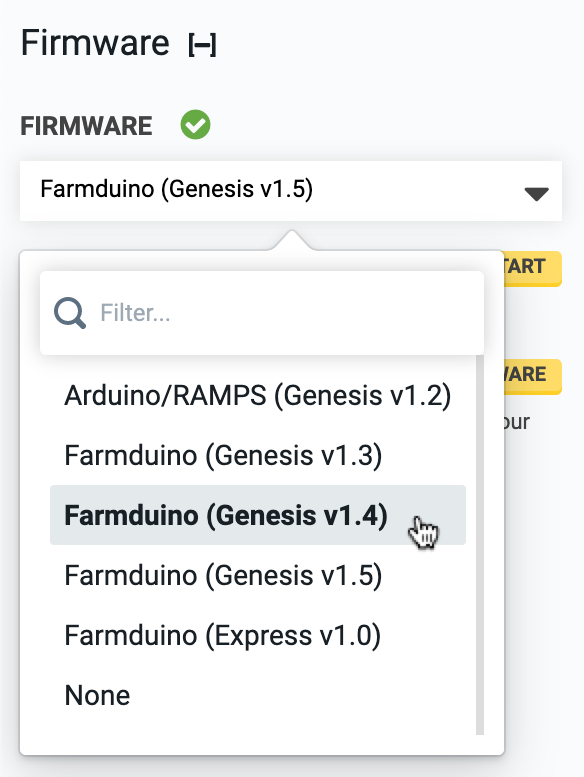 Firmware [–]
FIRMWARE
Farmduino (Genesis v1.5)
TART
Filter...
WARE
Arduino/RAMPS (Genesis v1.2)
our
Farmduino (Genesis v1.3)
Farmduino (Genesis v1.4)
Farmduino (Genesis v1.5)
Farmduino (Express v1.0)
None